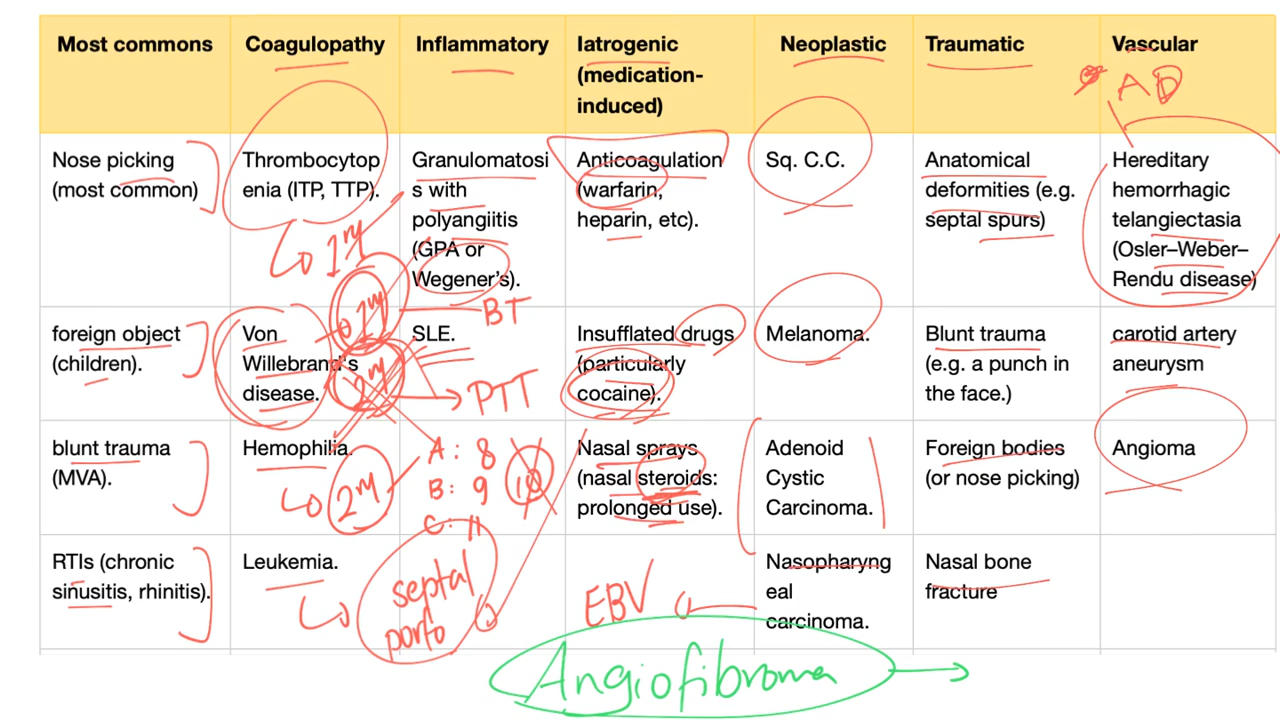 Most commons
Coagulopathy
Inflammatory
Iatrogenic
(medication-
induced)
Neoplastic
Traumatic
Vascular
AD
Nose picking
(most common)
Thrombocytop
enia (ITP, TTP).
1ry
Granulomatosi
s with
polyangiitis
(GPA or
Wegener's).
Anticoagulation
(warfarin,
heparin, etc).
Sq. C.C.
Anatomical
deformities (e.g.
septal spurs)
Hereditary
hemorrhagic
telangiectasia
(Osler–Weber–
Rendu disease)
foreign object
(children).
Von
Willebrand's
disease.
1ry
BT
2ry
PTT
SLE.
Insufflated drugs
(particularly
cocaine).
Melanoma.
Blunt trauma
(e.g. a punch in
the face.)
carotid artery
aneurysm
blunt trauma
(MVA).
Hemophilia.
2ry
A: 8
B: 9
C: 11
10
Nasal sprays
(nasal steroids:
prolonged use).
Adenoid
Cystic
Carcinoma.
Foreign bodies
(or nose picking)
Angioma
RTIs (chronic
sinusitis, rhinitis).
Leukemia.
septal
EBV
Nasopharyng
eal
carcinoma.
Nasal bone
fracture
Angiofibroma